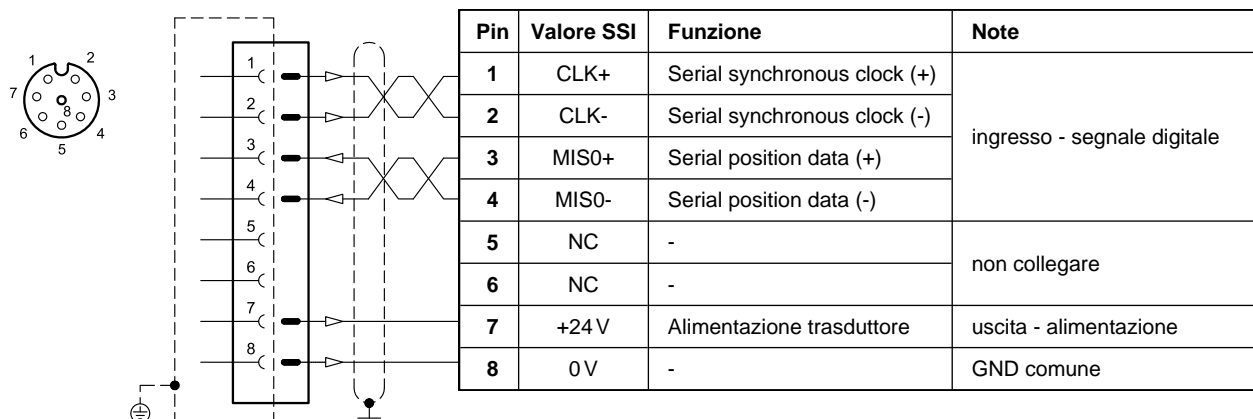 Pin Valore SSI Funzione Note
1 CLK+ Serial synchronous clock (+)
2 CLK- Serial synchronous clock (-)
ingresso - segnale digitale
3 MIS0+ Serial position data (+)
4 MIS0- Serial position data (-)
5 NC -
non collegare
6 NC -
7 +24V Alimentazione trasduttore uscita - alimentazione
8 0V - GND comune
1
2
3
4
5
6
7
8
1
2
3
4
5
6
7
8